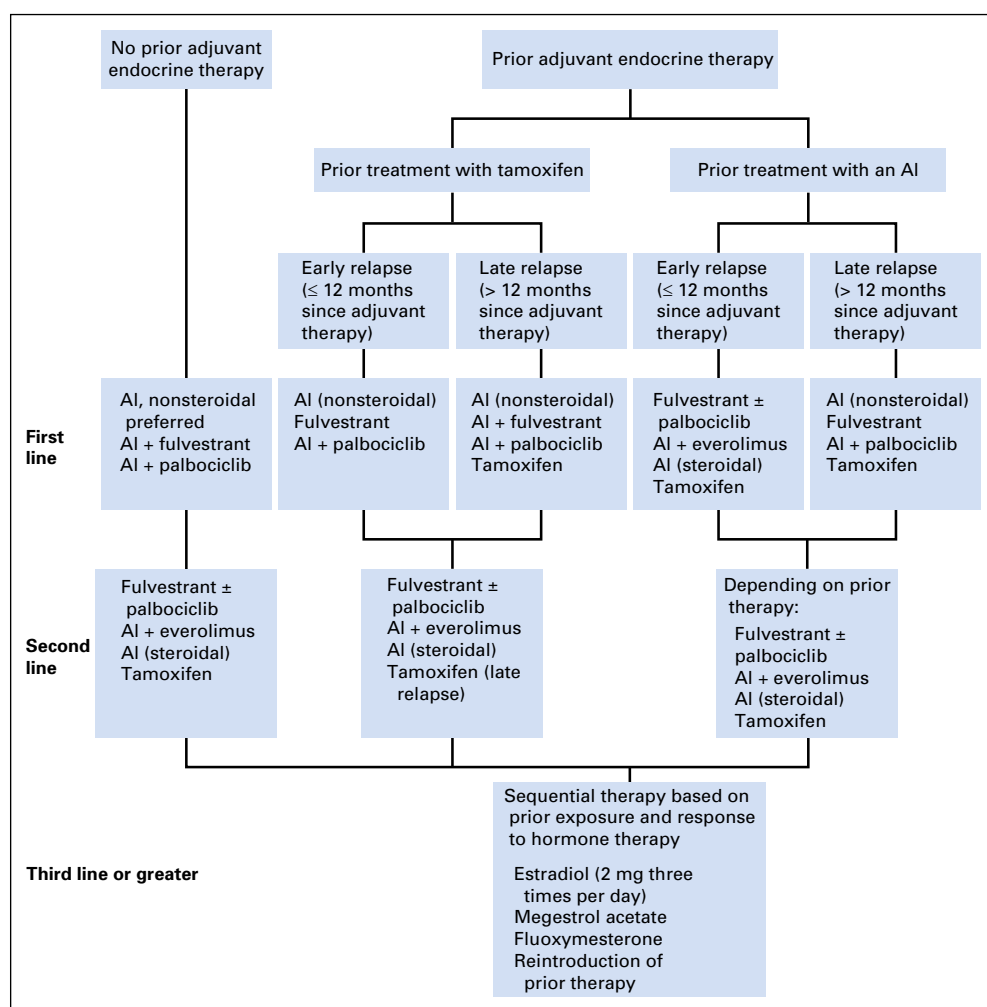 No prior adjuvant
endocrine therapy
Prior adjuvant endocrine therapy
Prior treatment with tamoxifen
Prior treatment with an AI
Early relapse
(≤ 12 months
since adjuvant
therapy)
Late relapse
(> 12 months
since adjuvant
therapy)
Early relapse
(≤ 12 months
since adjuvant
therapy)
Late relapse
(> 12 months
since adjuvant
therapy)
First
line
AI, nonsteroidal
preferred
AI + fulvestrant
AI + palbociclib
AI (nonsteroidal)
Fulvestrant
AI + palbociclib
AI (nonsteroidal)
AI + fulvestrant
AI + palbociclib
Tamoxifen
Fulvestrant ±
palbociclib
AI + everolimus
AI (steroidal)
Tamoxifen
AI (nonsteroidal)
Fulvestrant
AI + palbociclib
Tamoxifen
Second
line
Fulvestrant ±
palbociclib
AI + everolimus
AI (steroidal)
Tamoxifen
Fulvestrant ±
palbociclib
AI + everolimus
AI (steroidal)
Tamoxifen (late
relapse)
Depending on prior
therapy:
Fulvestrant ±
palbociclib
AI + everolimus
AI (steroidal)
Tamoxifen
Third line or greater
Sequential therapy based on
prior exposure and response
to hormone therapy
Estradiol (2 mg three
times per day)
Megestrol acetate
Fluoxymesterone
Reintroduction of
prior therapy